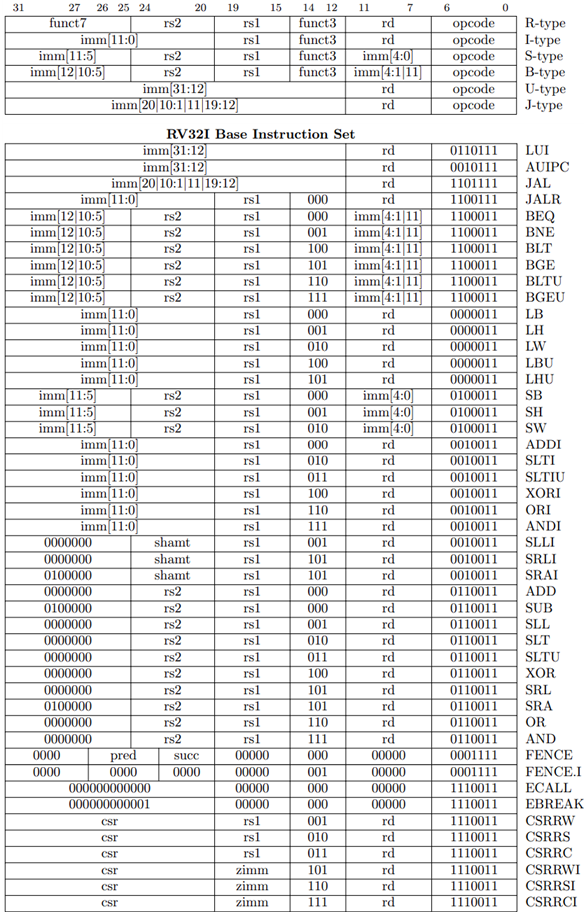 31 27 26 25 24 20 19 15 14 12 11 7 6 0
funct7 rs2 rs1 funct3 rd opcode R-type
imm[11:0] rs1 funct3 rd opcode I-type
imm[11:5] rs2 rs1 funct3 imm[4:0] opcode S-type
imm[12|10:5] rs2 rs1 funct3 imm[4:1|11] opcode B-type
imm[31:12] rd opcode U-type
imm[20|10:1|11|19:12] rd opcode J-type
RV32I Base Instruction Set
imm[31:12] rd 0110111 LUI
imm[31:12] rd 0010111 AUIPC
imm[20|10:1|11|19:12] rd 1101111 JAL
imm[11:0] rs1 000 rd 1100111 JALR
imm[12|10:5] rs2 rs1 000 imm[4:1|11] 1100011 BEQ
imm[12|10:5] rs2 rs1 001 imm[4:1|11] 1100011 BNE
imm[12|10:5] rs2 rs1 100 imm[4:1|11] 1100011 BLT
imm[12|10:5] rs2 rs1 101 imm[4:1|11] 1100011 BGE
imm[12|10:5] rs2 rs1 110 imm[4:1|11] 1100011 BLTU
imm[12|10:5] rs2 rs1 111 imm[4:1|11] 1100011 BGEU
imm[11:0] rs1 000 rd 0000011 LB
imm[11:0] rs1 001 rd 0000011 LH
imm[11:0] rs1 010 rd 0000011 LW
imm[11:0] rs1 100 rd 0000011 LBU
imm[11:0] rs1 101 rd 0000011 LHU
imm[11:5] rs2 rs1 000 imm[4:0] 0100011 SB
imm[11:5] rs2 rs1 001 imm[4:0] 0100011 SH
imm[11:5] rs2 rs1 010 imm[4:0] 0100011 SW
imm[11:0] rs1 000 rd 0010011 ADDI
imm[11:0] rs1 010 rd 0010011 SLTI
imm[11:0] rs1 011 rd 0010011 SLTIU
imm[11:0] rs1 100 rd 0010011 XORI
imm[11:0] rs1 110 rd 0010011 ORI
imm[11:0] rs1 111 rd 0010011 ANDI
0000000 shamt rs1 001 rd 0010011 SLLI
0000000 shamt rs1 101 rd 0010011 SRLI
0100000 shamt rs1 101 rd 0010011 SRAI
0000000 rs2 rs1 000 rd 0110011 ADD
0100000 rs2 rs1 000 rd 0110011 SUB
0000000 rs2 rs1 001 rd 0110011 SLL
0000000 rs2 rs1 010 rd 0110011 SLT
0000000 rs2 rs1 011 rd 0110011 SLTU
0000000 rs2 rs1 100 rd 0110011 XOR
0000000 rs2 rs1 101 rd 0110011 SRL
0100000 rs2 rs1 101 rd 0110011 SRA
0000000 rs2 rs1 110 rd 0110011 OR
0000000 rs2 rs1 111 rd 0110011 AND
0000 pred succ 00000 000 00000 0001111 FENCE
0000 0000 0000 00000 001 00000 0001111 FENCE.I
000000000000 00000 000 00000 1110011 ECALL
000000000001 00000 000 00000 1110011 EBREAK
csr rs1 001 rd 1110011 CSRRW
csr rs1 010 rd 1110011 CSRRS
csr rs1 011 rd 1110011 CSRRC
csr zimm 101 rd 1110011 CSRRWI
csr zimm 110 rd 1110011 CSRRSI
csr zimm 111 rd 1110011 CSRRCI